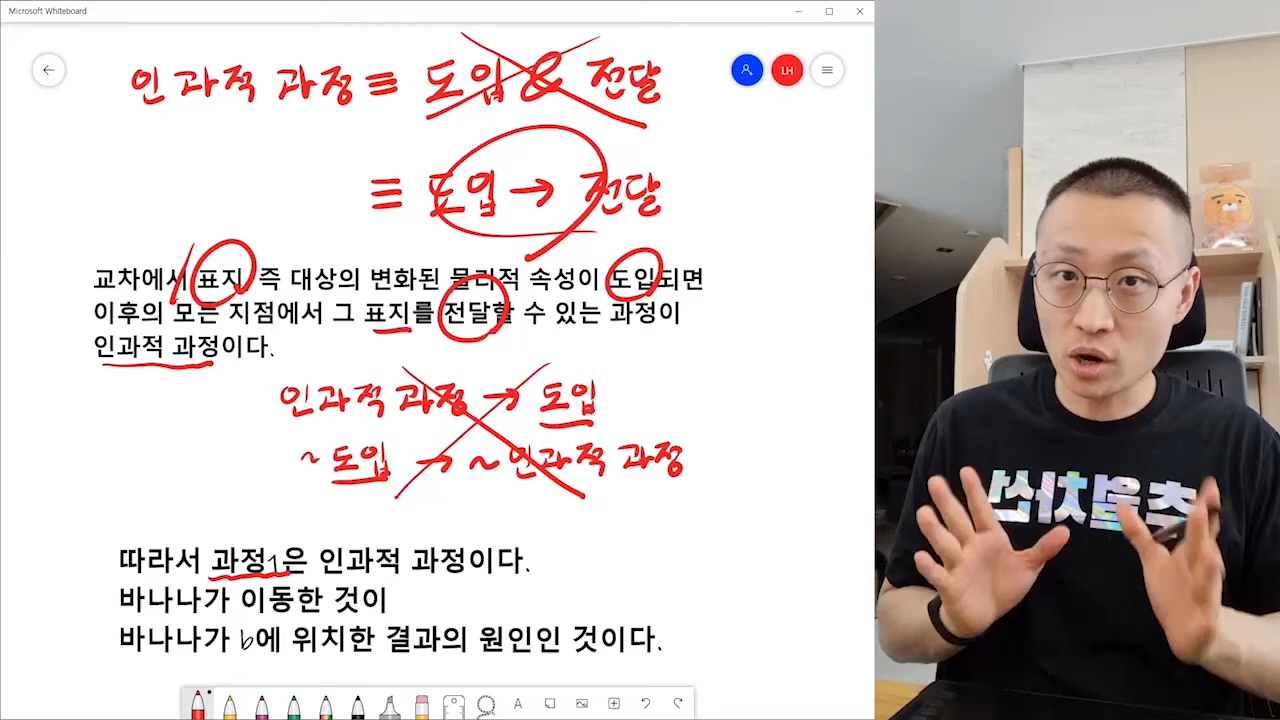 Microsoft Whiteboard
인과적 과정 ≡ 도입 & 전달
LH
≡ 도입 → 전달
교차에서 표지, 즉 대상의 변화된 물리적 속성이 도입되면
이후의 모든 지점에서 그 표지를 전달할 수 있는 과정이
인과적 과정이다.
인과적 과정 → 도입
~도입 → ~인과적 과정
따라서 과정1은 인과적 과정이다.
바나나가 이동한 것이
바나나가 b에 위치한 결과의 원인인 것이다.
A